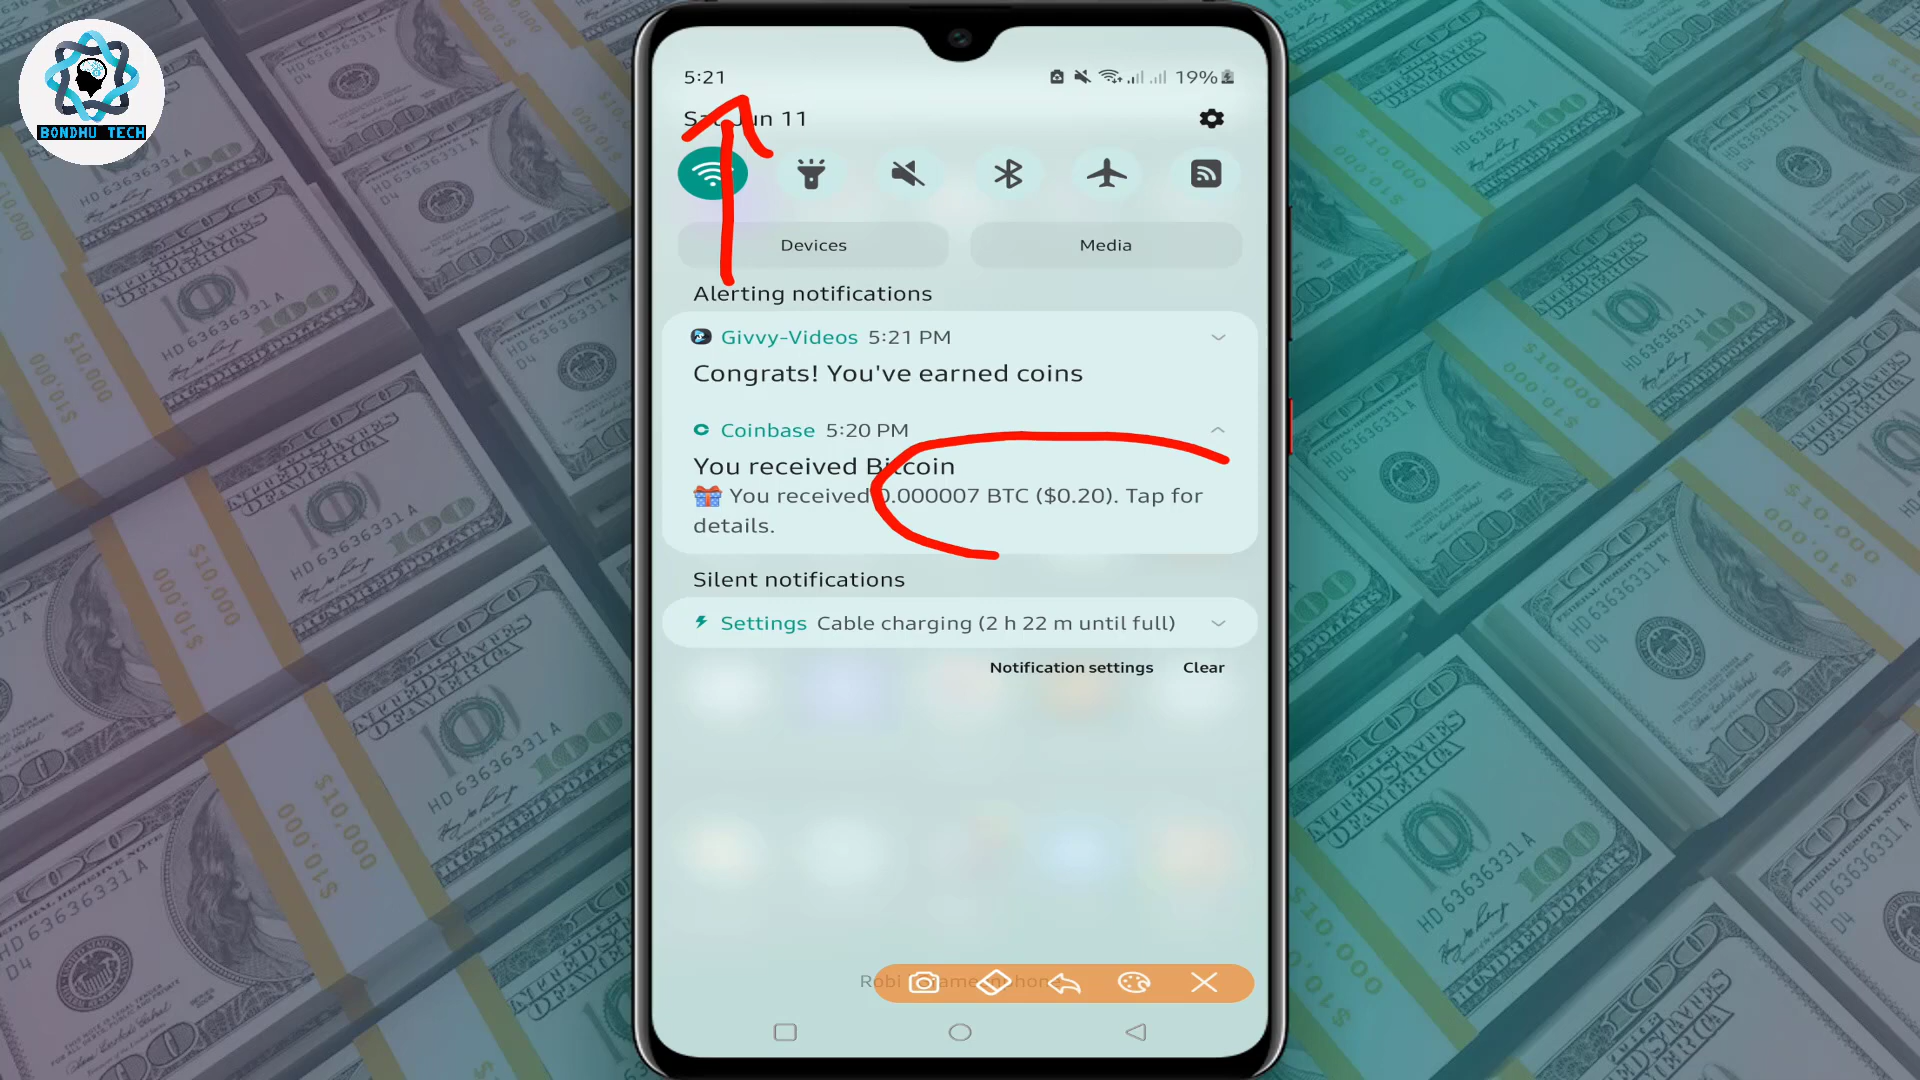 BONDHU TECH
5:21
19%
Sat, Jun 11
Devices
Media
Alerting notifications
Givvy-Videos 5:21 PM
Congrats! You've earned coins
Coinbase 5:20 PM
You received Bitcoin
You received 0.000007 BTC ($0.20). Tap for
details.
Silent notifications
Settings Cable charging (2 h 22 m until full)
Notification settings Clear